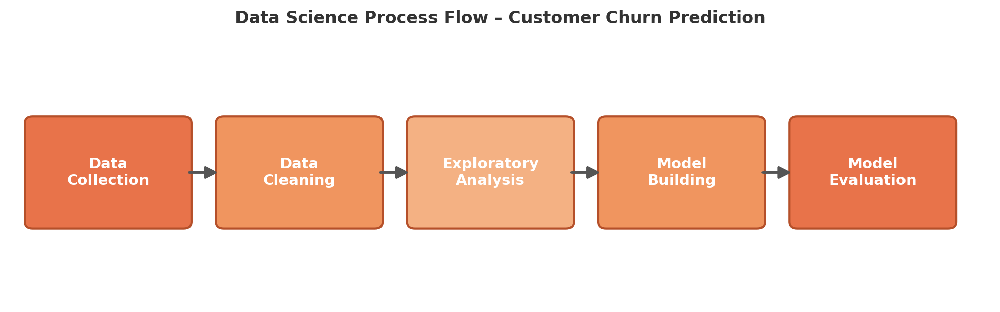 Data Science Process Flow – Customer Churn Prediction
Data
Collection
Data
Cleaning
Exploratory
Analysis
Model
Building
Model
Evaluation